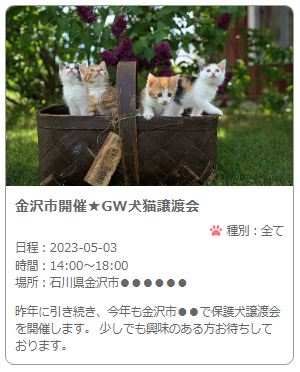 金沢市開催★GW犬猫譲渡会
種別：全て
日程：2023-05-03
時間：14:00～18:00
場所：石川県金沢市●●●●●●
昨年に引き続き、今年も金沢市●●で保護犬譲渡会
を開催します。 少しでも興味のある方お待ちして
おります。